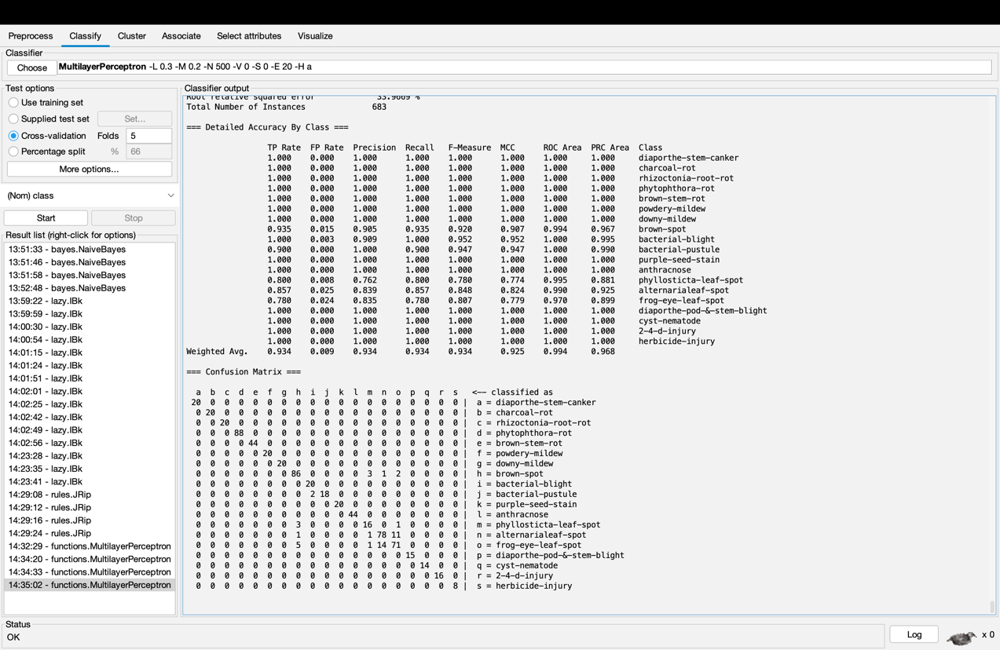 Preprocess Classify Cluster Associate Select attributes Visualize
Classifier
Choose MultilayerPerceptron -L 0.3 -M 0.2 -N 500 -V 0 -S 0 -E 20 -H a
Test options
Use training set
Supplied test set Set...
Cross-validation Folds 5
Percentage split % 66
More options...
(Nom) class
Start Stop
Result list (right-click for options)
13:51:33 - bayes.NaiveBayes
13:51:46 - bayes.NaiveBayes
13:51:58 - bayes.NaiveBayes
13:52:48 - bayes.NaiveBayes
13:59:22 - lazy.IBk
13:59:59 - lazy.IBk
14:00:30 - lazy.IBk
14:00:54 - lazy.IBk
14:01:15 - lazy.IBk
14:01:24 - lazy.IBk
14:01:51 - lazy.IBk
14:02:01 - lazy.IBk
14:02:25 - lazy.IBk
14:02:42 - lazy.IBk
14:02:49 - lazy.IBk
14:02:56 - lazy.IBk
14:23:28 - lazy.IBk
14:23:35 - lazy.IBk
14:23:41 - lazy.IBk
14:29:08 - rules.JRip
14:29:12 - rules.JRip
14:29:16 - rules.JRip
14:29:24 - rules.JRip
14:32:29 - functions.MultilayerPerceptron
14:34:20 - functions.MultilayerPerceptron
14:34:33 - functions.MultilayerPerceptron
14:35:02 - functions.MultilayerPerceptron
Classifier output
Root relative squared error 33.9669 %
Total Number of Instances 683
=== Detailed Accuracy By Class ===
TP Rate FP Rate Precision Recall F-Measure MCC ROC Area PRC Area Class
1.000 0.000 1.000 1.000 1.000 1.000 1.000 1.000 diaporthe-stem-canker
1.000 0.000 1.000 1.000 1.000 1.000 1.000 1.000 charcoal-rot
1.000 0.000 1.000 1.000 1.000 1.000 1.000 1.000 rhizoctonia-root-rot
1.000 0.000 1.000 1.000 1.000 1.000 1.000 1.000 phytophthora-rot
1.000 0.000 1.000 1.000 1.000 1.000 1.000 1.000 brown-stem-rot
1.000 0.000 1.000 1.000 1.000 1.000 1.000 1.000 powdery-mildew
1.000 0.000 1.000 1.000 1.000 1.000 1.000 1.000 downy-mildew
0.935 0.015 0.905 0.935 0.920 0.907 0.994 0.967 brown-spot
1.000 0.003 0.909 1.000 0.952 0.952 1.000 0.995 bacterial-blight
0.900 0.000 1.000 0.900 0.947 0.947 1.000 0.990 bacterial-pustule
1.000 0.000 1.000 1.000 1.000 1.000 1.000 1.000 purple-seed-stain
1.000 0.000 1.000 1.000 1.000 1.000 1.000 1.000 anthracnose
0.800 0.008 0.762 0.800 0.780 0.774 0.995 0.881 phyllosticta-leaf-spot
0.857 0.025 0.839 0.857 0.848 0.824 0.990 0.925 alternarialeaf-spot
0.780 0.024 0.835 0.780 0.807 0.779 0.970 0.899 frog-eye-leaf-spot
1.000 0.000 1.000 1.000 1.000 1.000 1.000 1.000 diaporthe-pod-&-stem-blight
1.000 0.000 1.000 1.000 1.000 1.000 1.000 1.000 cyst-nematode
1.000 0.000 1.000 1.000 1.000 1.000 1.000 1.000 2-4-d-injury
1.000 0.000 1.000 1.000 1.000 1.000 1.000 1.000 herbicide-injury
Weighted Avg. 0.934 0.009 0.934 0.934 0.934 0.925 0.994 0.968
=== Confusion Matrix ===
a b c d e f g h i j k l m n o p q r s <-- classified as
20 0 0 0 0 0 0 0 0 0 0 0 0 0 0 0 0 0 0 | a = diaporthe-stem-canker
0 20 0 0 0 0 0 0 0 0 0 0 0 0 0 0 0 0 0 | b = charcoal-rot
0 0 20 0 0 0 0 0 0 0 0 0 0 0 0 0 0 0 0 | c = rhizoctonia-root-rot
0 0 0 88 0 0 0 0 0 0 0 0 0 0 0 0 0 0 0 | d = phytophthora-rot
0 0 0 0 44 0 0 0 0 0 0 0 0 0 0 0 0 0 0 | e = brown-stem-rot
0 0 0 0 0 20 0 0 0 0 0 0 0 0 0 0 0 0 0 | f = powdery-mildew
0 0 0 0 0 0 20 0 0 0 0 0 0 0 0 0 0 0 0 | g = downy-mildew
0 0 0 0 0 0 0 86 0 0 0 0 3 1 2 0 0 0 0 | h = brown-spot
0 0 0 0 0 0 0 0 20 0 0 0 0 0 0 0 0 0 0 | i = bacterial-blight
0 0 0 0 0 0 0 0 2 18 0 0 0 0 0 0 0 0 0 | j = bacterial-pustule
0 0 0 0 0 0 0 0 0 0 20 0 0 0 0 0 0 0 0 | k = purple-seed-stain
0 0 0 0 0 0 0 0 0 0 0 44 0 0 0 0 0 0 0 | l = anthracnose
0 0 0 0 0 0 0 3 0 0 0 0 16 0 1 0 0 0 0 | m = phyllosticta-leaf-spot
0 0 0 0 0 0 0 1 0 0 0 0 1 78 11 0 0 0 0 | n = alternarialeaf-spot
0 0 0 0 0 0 0 5 0 0 0 0 1 14 71 0 0 0 0 | o = frog-eye-leaf-spot
0 0 0 0 0 0 0 0 0 0 0 0 0 0 0 15 0 0 0 | p = diaporthe-pod-&-stem-blight
0 0 0 0 0 0 0 0 0 0 0 0 0 0 0 0 14 0 0 | q = cyst-nematode
0 0 0 0 0 0 0 0 0 0 0 0 0 0 0 0 0 16 0 | r = 2-4-d-injury
0 0 0 0 0 0 0 0 0 0 0 0 0 0 0 0 0 0 8 | s = herbicide-injury
Status
OK
Log x 0